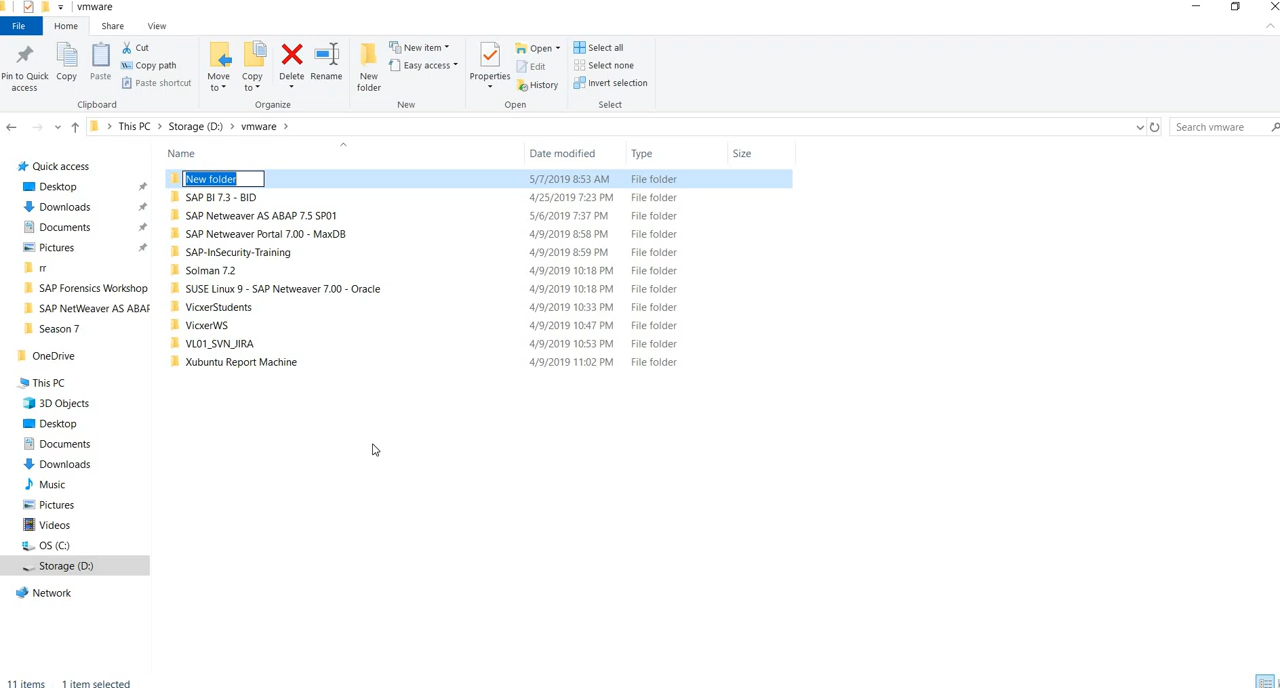 vmware
File Home Share View
Pin to Quick access
Copy
Paste
Cut
Copy path
Paste shortcut
Clipboard
Move to
Copy to
Delete
Rename
Organize
New folder
New item
Easy access
New
Properties
Open
Edit
History
Open
Select all
Select none
Invert selection
Select
This PC > Storage (D:) > vmware >
Search vmware
Name Date modified Type Size
New folder 5/7/2019 8:53 AM File folder
SAP BI 7.3 - BID 4/25/2019 7:23 PM File folder
SAP Netweaver AS ABAP 7.5 SP01 5/6/2019 7:37 PM File folder
SAP Netweaver Portal 7.00 - MaxDB 4/9/2019 8:58 PM File folder
SAP-InSecurity-Training 4/9/2019 8:59 PM File folder
Solman 7.2 4/9/2019 10:18 PM File folder
SUSE Linux 9 - SAP Netweaver 7.00 - Oracle 4/9/2019 10:18 PM File folder
VicxerStudents 4/9/2019 10:33 PM File folder
VicxerWS 4/9/2019 10:47 PM File folder
VL01_SVN_JIRA 4/9/2019 10:53 PM File folder
Xubuntu Report Machine 4/9/2019 11:02 PM File folder
Quick access
Desktop
Downloads
Documents
Pictures
rr
SAP Forensics Workshop
SAP NetWeaver AS ABAP
Season 7
OneDrive
This PC
3D Objects
Desktop
Documents
Downloads
Music
Pictures
Videos
OS (C:)
Storage (D:)
Network
11 items 1 item selected